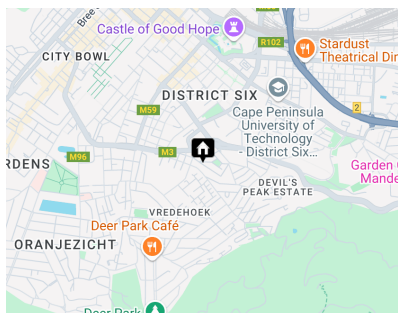 Bree S
Castle of Good Hope
R102
Stardust
Theatrical Din
CITY BOWL
DISTRICT SIX
M59
2
Cape Peninsula
University of
Technology
- District Six...
M3
M96
RDENS
Garden
Mande
DEVIL'S
PEAK ESTATE
VREDEHOEK
Deer Park Café
ORANJEZICHT
Deer Park